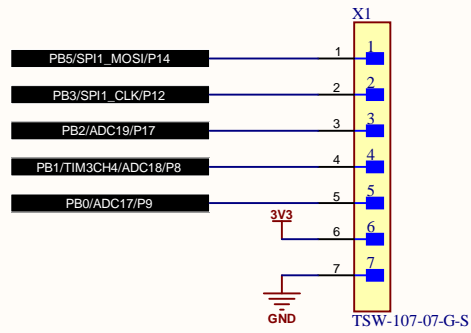 X1
PB5/SPI1_MOSI/P14 1 1
PB3/SPI1_CLK/P12 2 2
PB2/ADC19/P17 3 3
PB1/TIM3CH4/ADC18/P8 4 4
PB0/ADC17/P9 5 5
3V3 6 6
7 7
GND
TSW-107-07-G-S